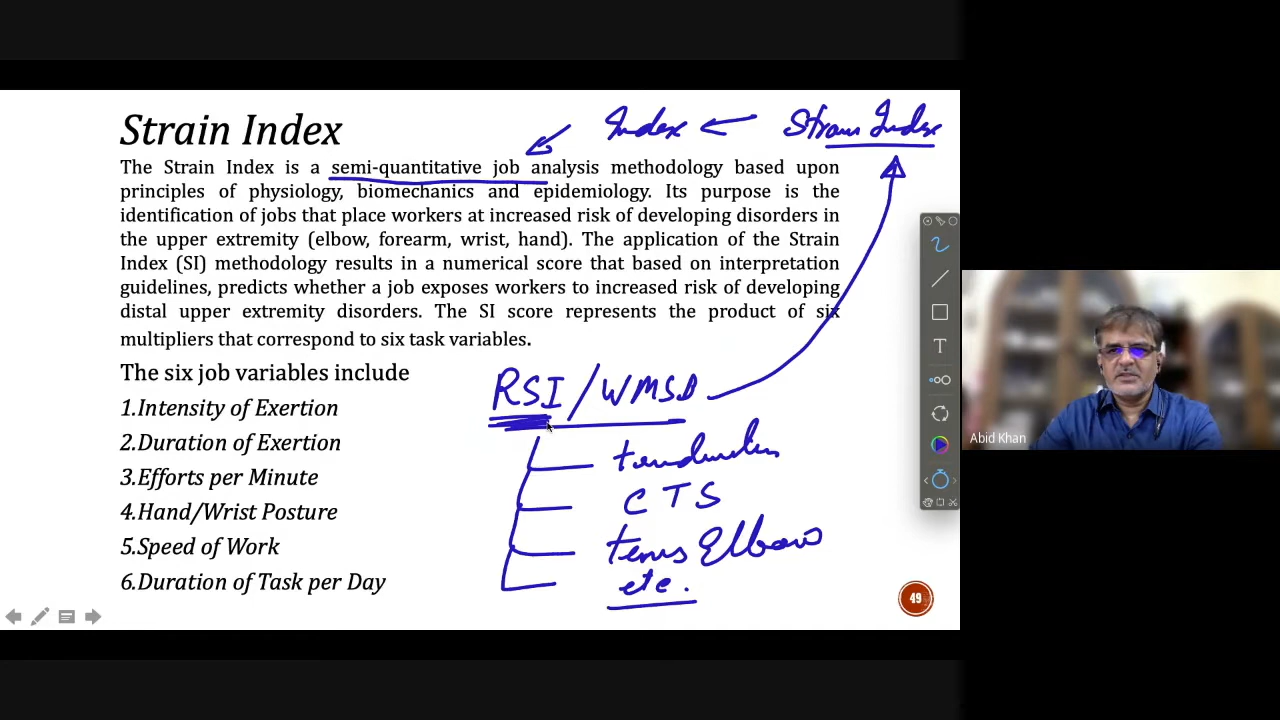 Strain Index
Index ← Strain Index
The Strain Index is a semi-quantitative job analysis methodology based upon
principles of physiology, biomechanics and epidemiology. Its purpose is the
identification of jobs that place workers at increased risk of developing disorders in
the upper extremity (elbow, forearm, wrist, hand). The application of the Strain
Index (SI) methodology results in a numerical score that based on interpretation
guidelines, predicts whether a job exposes workers to increased risk of developing
distal upper extremity disorders. The SI score represents the product of six
multipliers that correspond to six task variables.
The six job variables include
1.Intensity of Exertion
2.Duration of Exertion
3.Efforts per Minute
4.Hand/Wrist Posture
5.Speed of Work
6.Duration of Task per Day
RSI / WMSD
CTS
Elbow
etc.
49
Abid Khan